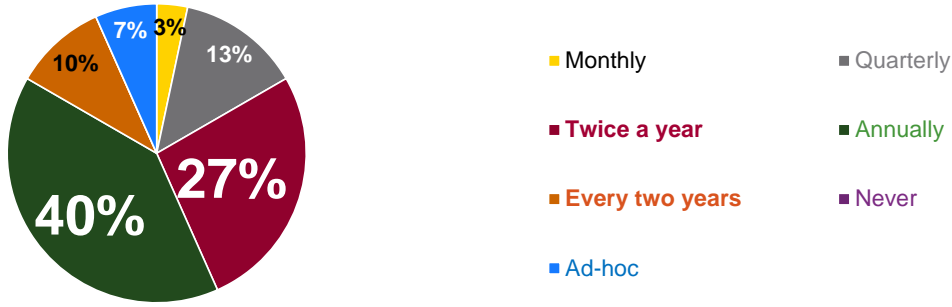 7%
3%
13%
10%
27%
40%
Monthly
Quarterly
Twice a year
Annually
Every two years
Never
Ad-hoc